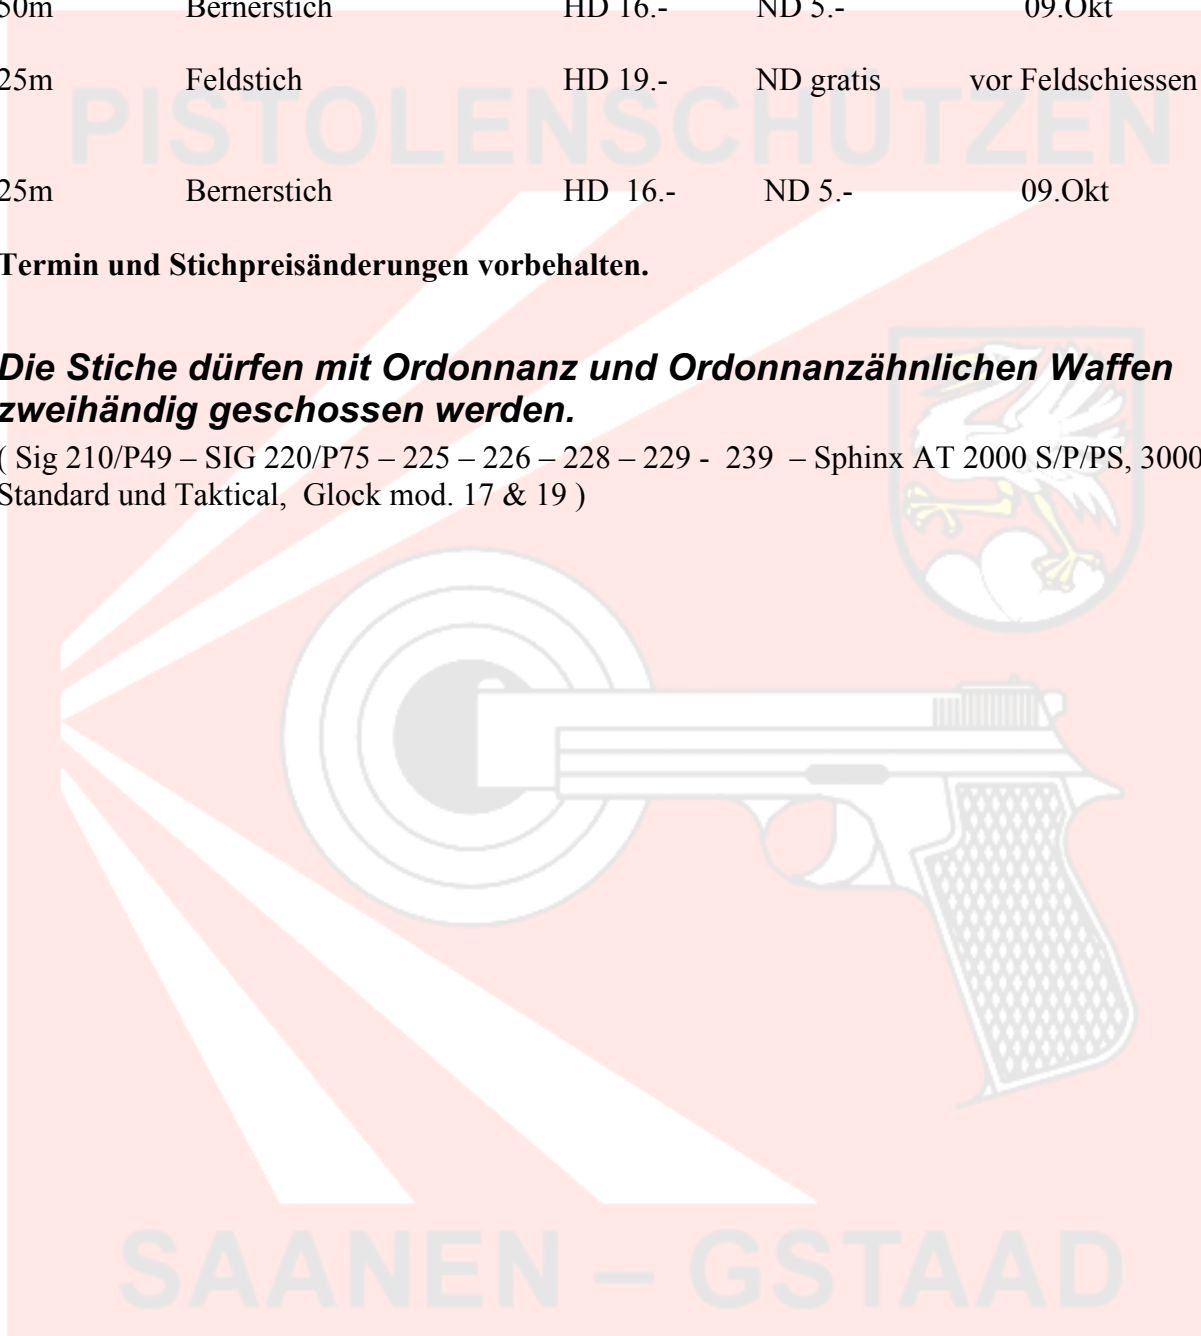 50m Bernerstich HD 16.- ND 5.- 09.Okt
25m Feldstich HD 19.- ND gratis vor Feldschiessen
PISTOLENSCHÜTZEN
25m Bernerstich HD 16.- ND 5.- 09.Okt
Termin und Stichpreisänderungen vorbehalten.
Die Stiche dürfen mit Ordonnanz und Ordonnanzähnlichen Waffen
zweihändig geschossen werden.
( Sig 210/P49 – SIG 220/P75 – 225 – 226 – 228 – 229 - 239 – Sphinx AT 2000 S/P/PS, 3000
Standard und Taktical, Glock mod. 17 & 19 )
SAANEN – GSTAAD